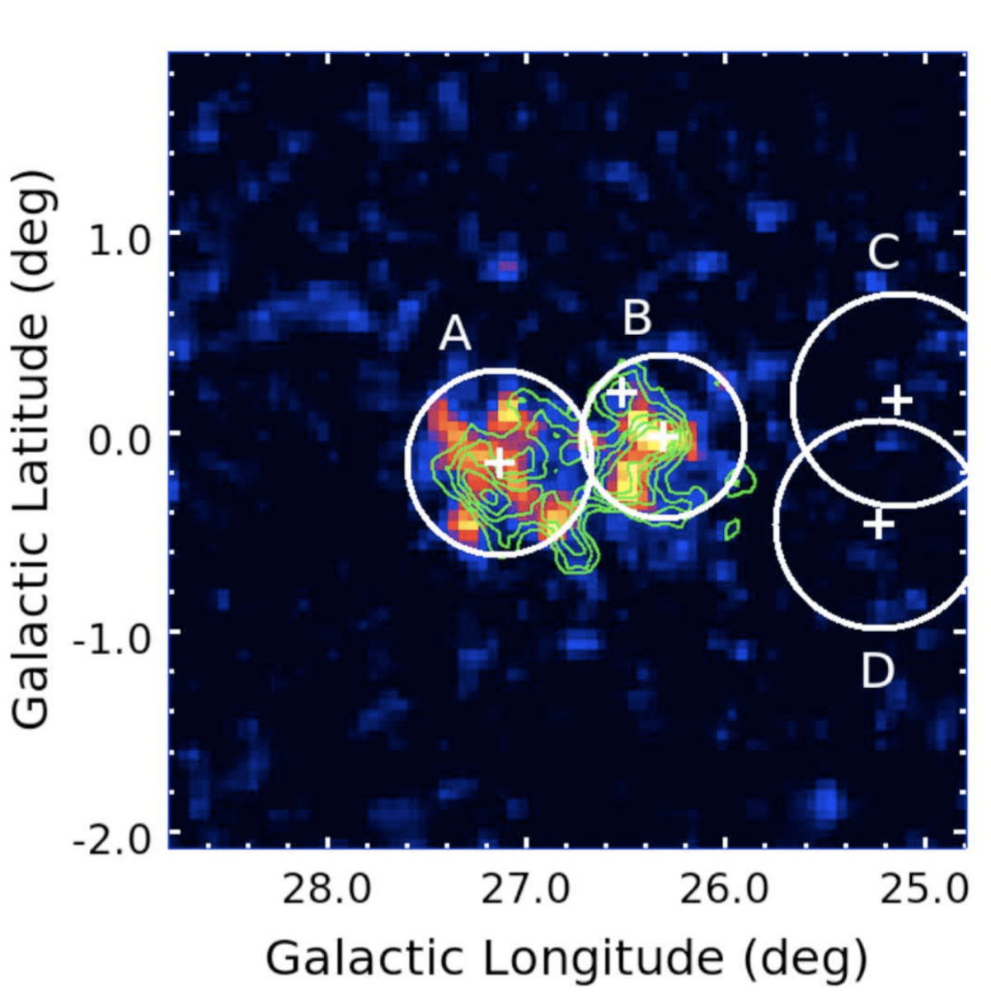 Galactic Latitude (deg)
1.0
0.0
-1.0
-2.0
A
B
C
D
28.0 27.0 26.0 25.0
Galactic Longitude (deg)